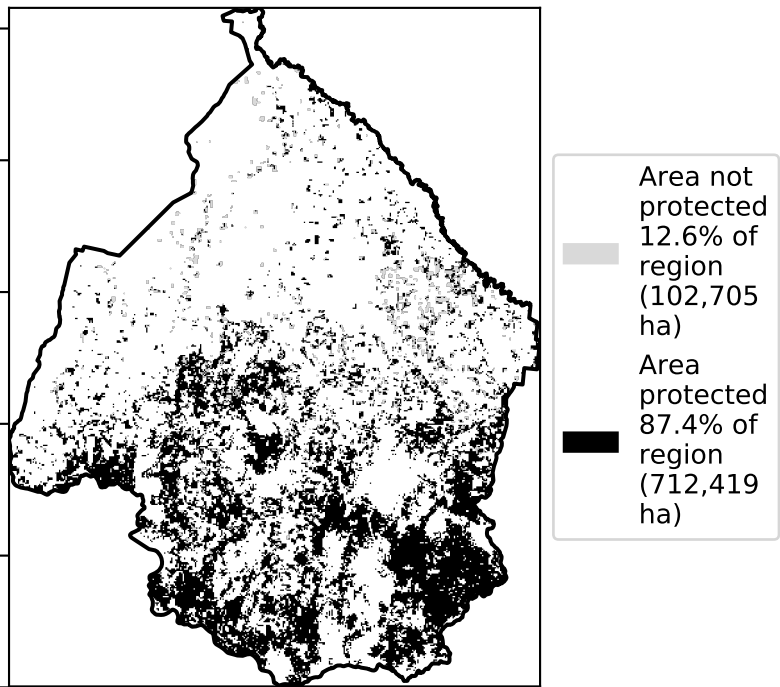 Area not
protected
12.6% of
region
(102,705
ha)
Area
protected
87.4% of
region
(712,419
ha)